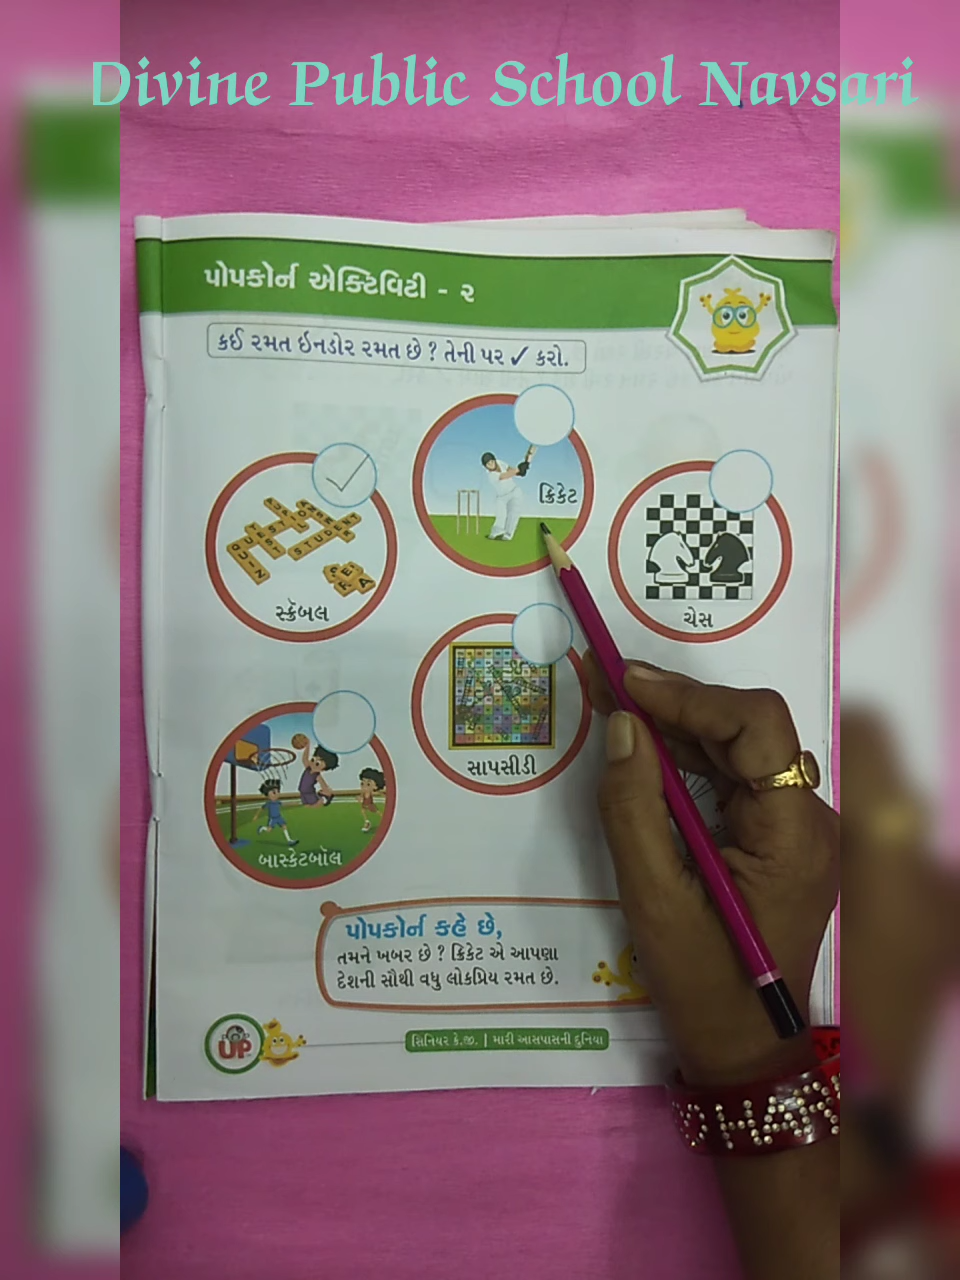 Divine Public School Navsari
પોપકોર્ન એક્ટિવિટી - ૨
કઈ રમત ઇનડોર રમત છે ? તેની પર ✓ કરો.
ક્રિકેટ
સ્ક્રૅબલ
ચેસ
સાપસીડી
બાસ્કેટબૉલ
પોપકોર્ન કહે છે,
તમને ખબર છે ? ક્રિકેટ એ આપણા
દેશની સૌથી વધુ લોકપ્રિય રમત છે.
UP
સિનિયર કે.જી. | મારી આસપાસની દુનિયા